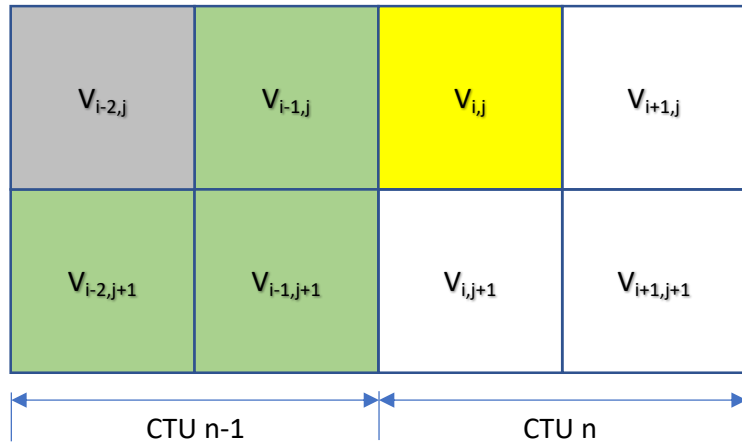 V_{i-2,j} V_{i-1,j} V_{i,j} V_{i+1,j}
V_{i-2,j+1} V_{i-1,j+1} V_{i,j+1} V_{i+1,j+1}
CTU n-1 CTU n